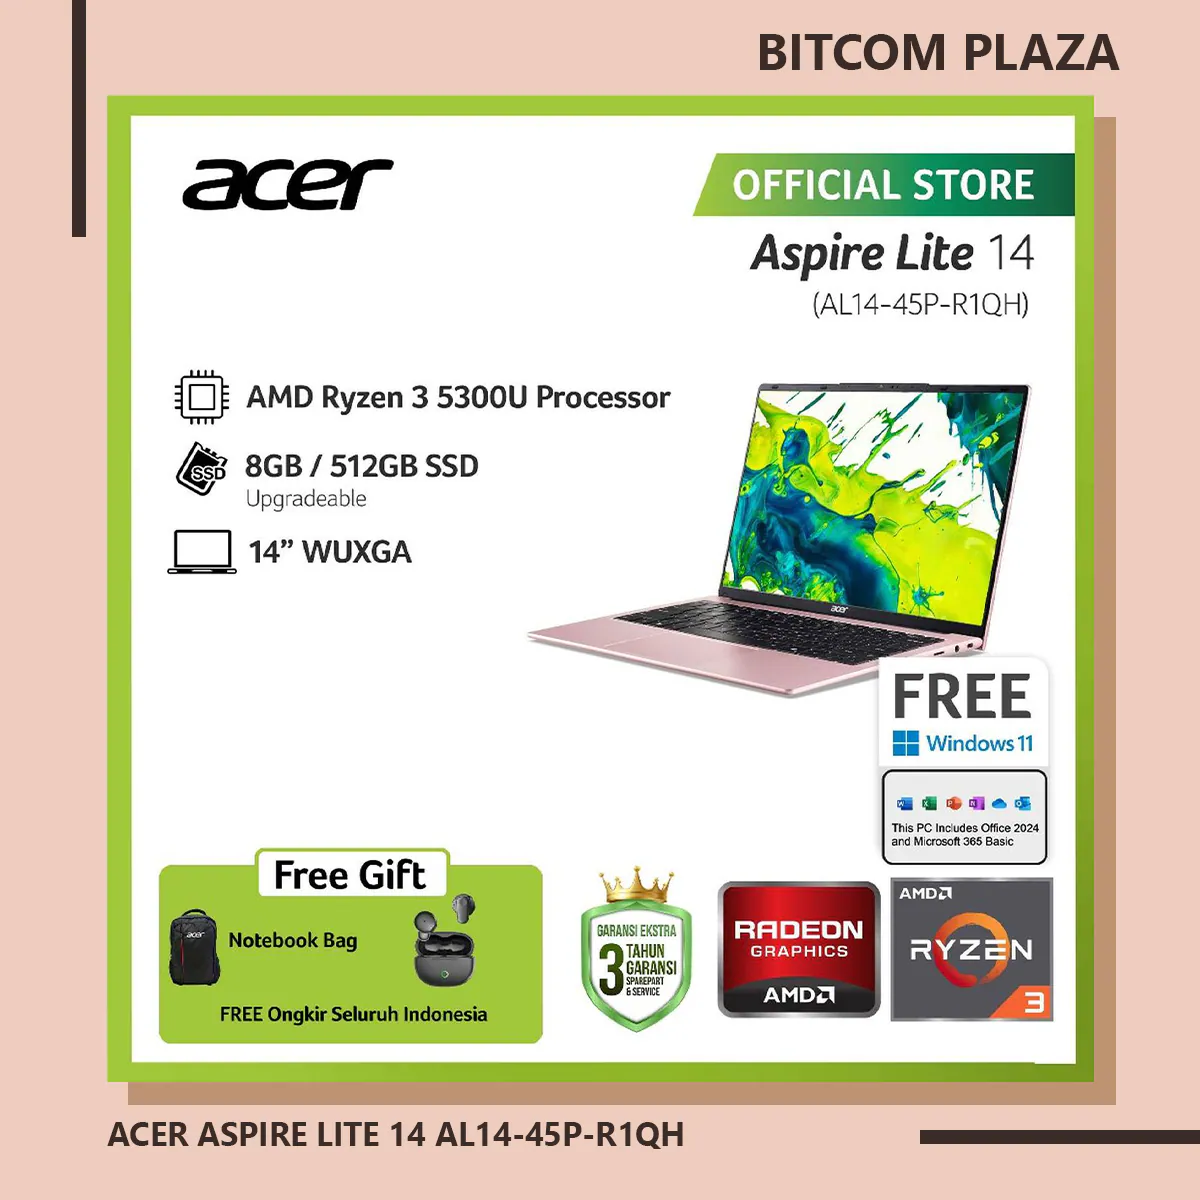 BITCOM PLAZA
acer
OFFICIAL STORE
Aspire Lite 14
(AL14-45P-R1QH)
AMD Ryzen 3 5300U Processor
SSD
8GB / 512GB SSD
Upgradeable
14” WUXGA
acer
FREE
Windows 11
This PC Includes Office 2024
and Microsoft 365 Basic
Free Gift
acer
Notebook Bag
FREE Ongkir Seluruh Indonesia
GARANSI EKSTRA
3 TAHUN
GARANSI
SPAREPART
& SERVICE
RADEON
GRAPHICS
AMD
AMD
RYZEN
3
ACER ASPIRE LITE 14 AL14-45P-R1QH